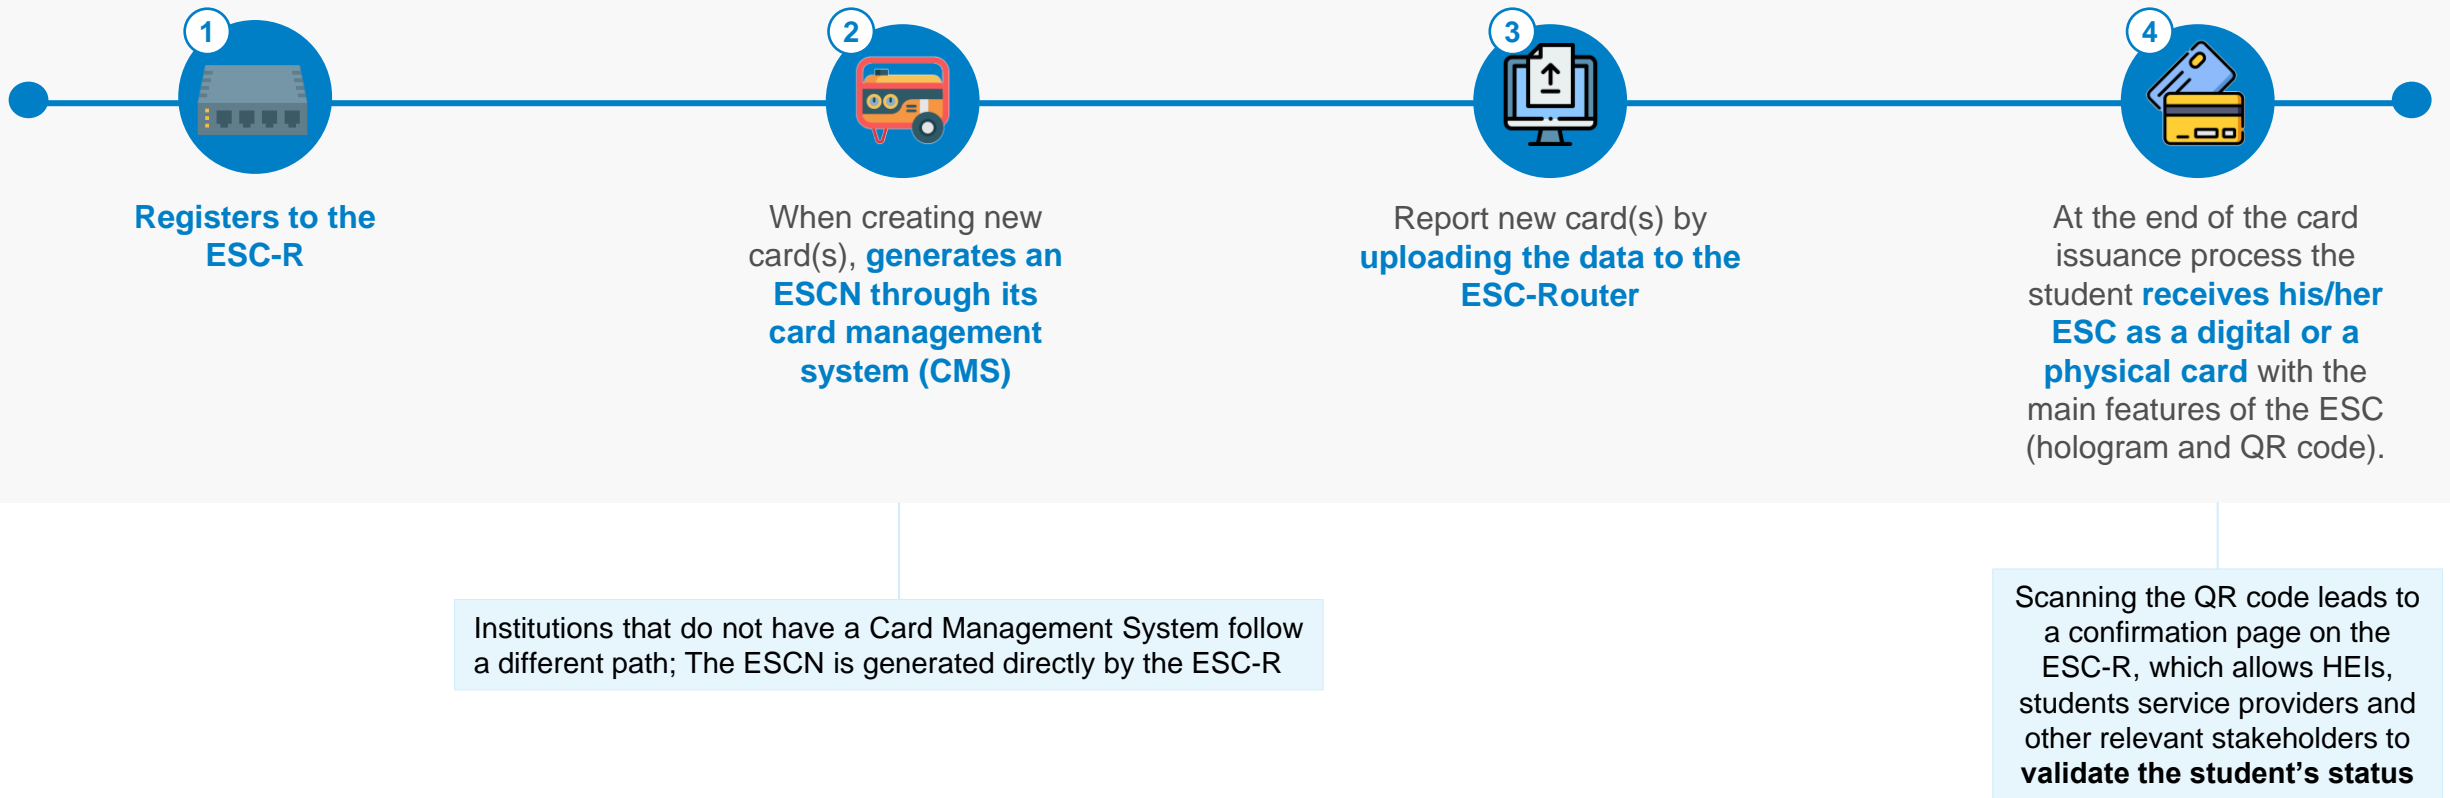 1
Registers to the
ESC-R
2
When creating new
card(s), generates an
ESCN through its
card management
system (CMS)
3
Report new card(s) by
uploading the data to the
ESC-Router
4
At the end of the card
issuance process the
student receives his/her
ESC as a digital or a
physical card with the
main features of the ESC
(hologram and QR code).
Institutions that do not have a Card Management System follow
a different path; The ESCN is generated directly by the ESC-R
Scanning the QR code leads to
a confirmation page on the
ESC-R, which allows HEIs,
students service providers and
other relevant stakeholders to
validate the student’s status